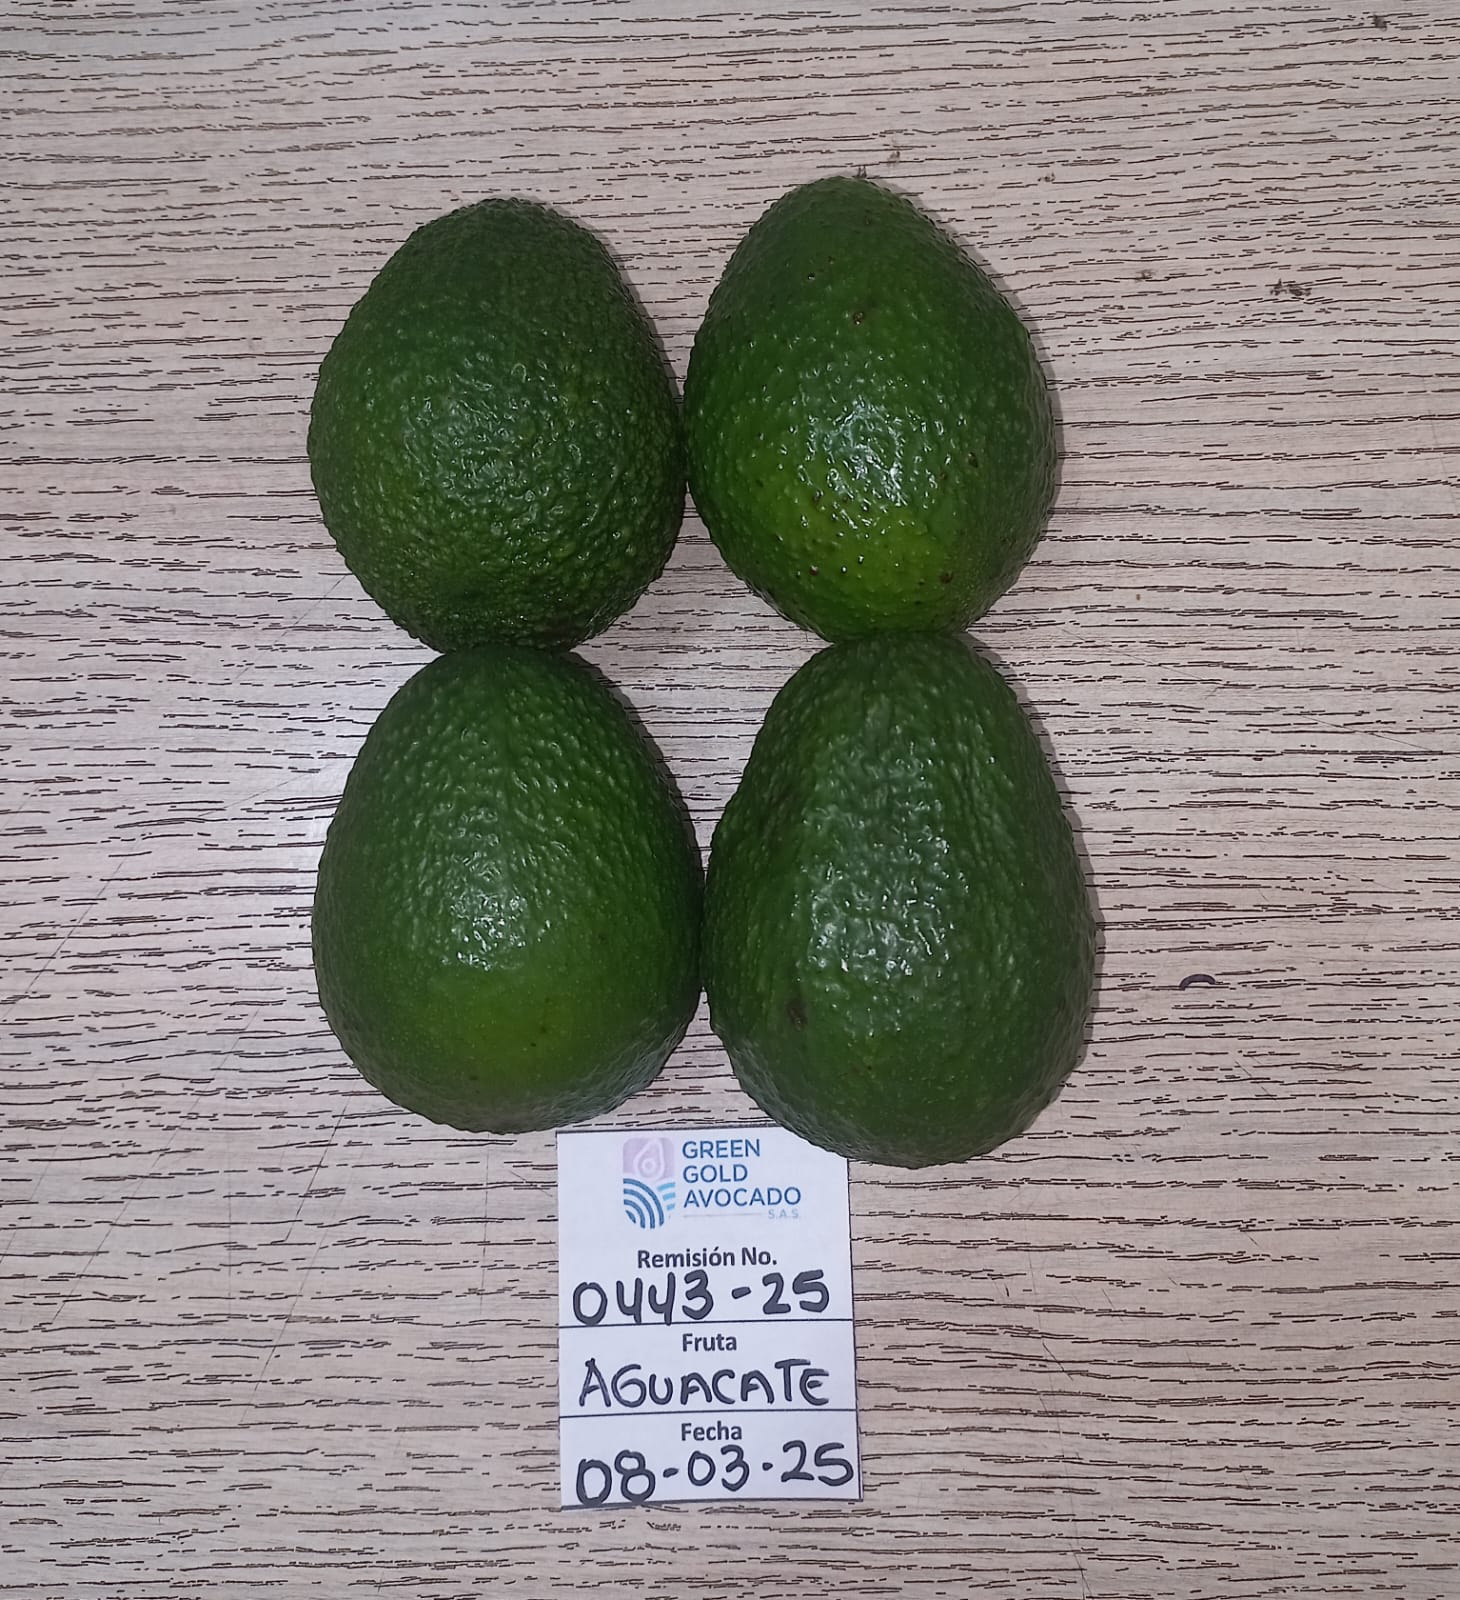 GREEN
GOLD
AVOCADO
S.A.S.
Remisión No.
0443-25
Fruta
AGUACATE
Fecha
08-03-25